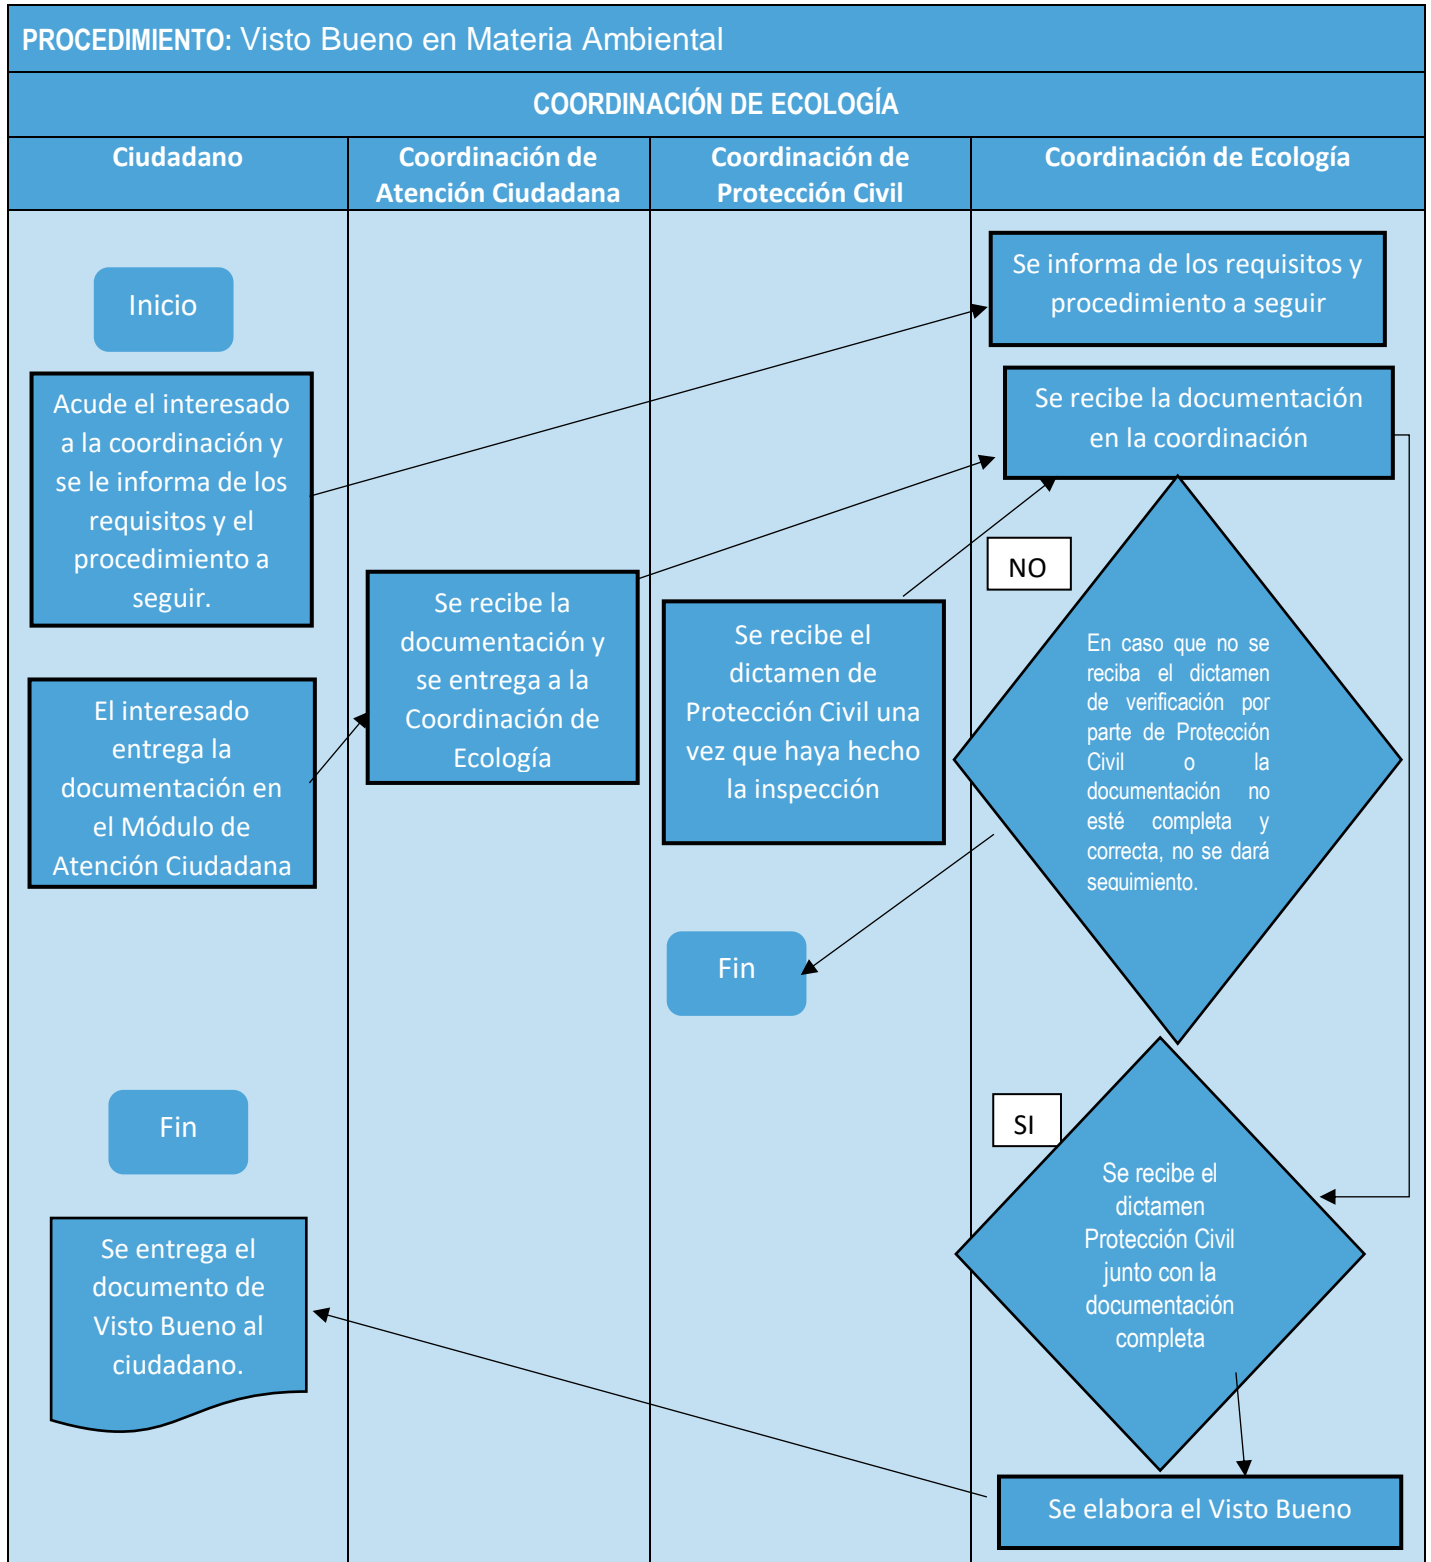 PROCEDIMIENTO: Visto Bueno en Materia Ambiental
COORDINACIÓN DE ECOLOGÍA
Ciudadano
Coordinación de
Atención Ciudadana
Coordinación de
Protección Civil
Coordinación de Ecología
Inicio
Se informa de los requisitos y
procedimiento a seguir
Acude el interesado
a la coordinación y
se le informa de los
requisitos y el
procedimiento a
seguir.
Se recibe la documentación
en la coordinación
NO
Se recibe la
documentación y
se entrega a la
Coordinación de
Ecología
Se recibe el
dictamen de
Protección Civil una
vez que haya hecho
la inspección
En caso que no se
reciba el dictamen
de verificación por
parte de Protección
Civil o la
documentación no
esté completa y
correcta, no se dará
seguimiento.
El interesado
entrega la
documentación en
el Módulo de
Atención Ciudadana
Fin
Fin
SI
Se recibe el
dictamen
Protección Civil
junto con la
documentación
completa
Se entrega el
documento de
Visto Bueno al
ciudadano.
Se elabora el Visto Bueno